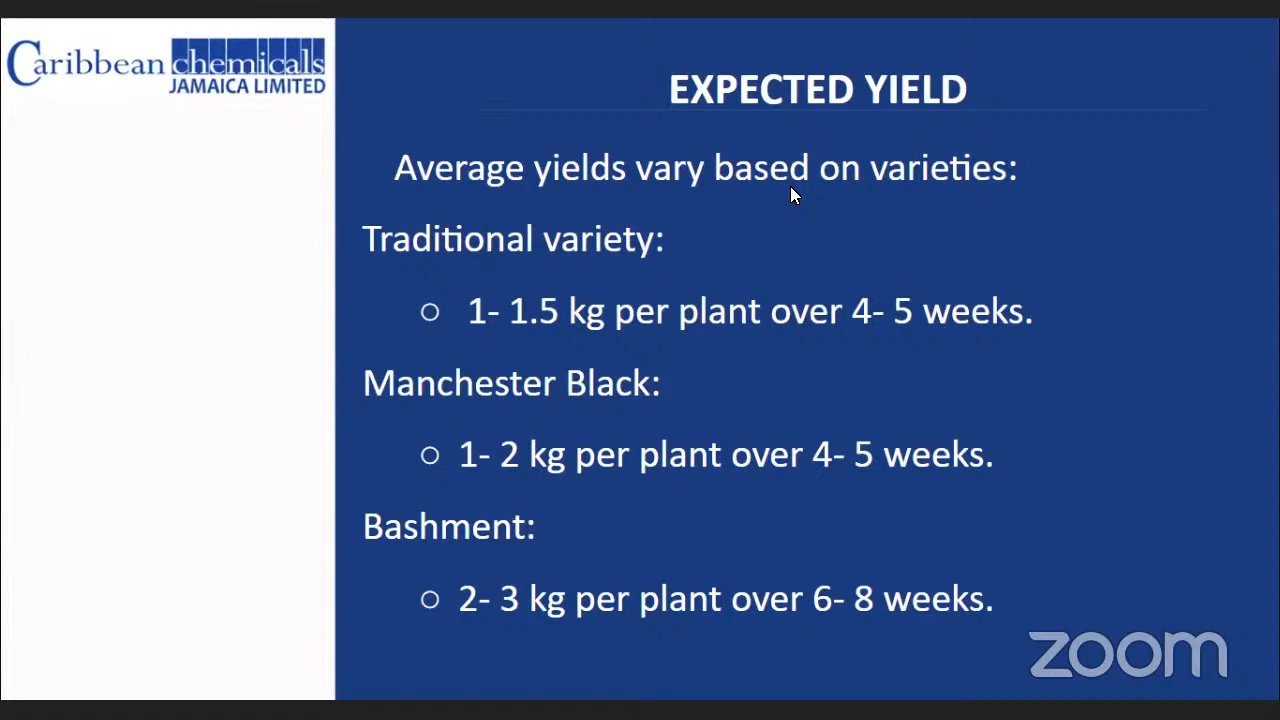 Caribbean chemicals
JAMAICA LIMITED
EXPECTED YIELD
Average yields vary based on varieties:
Traditional variety:
○ 1- 1.5 kg per plant over 4- 5 weeks.
Manchester Black:
○ 1- 2 kg per plant over 4- 5 weeks.
Bashment:
○ 2- 3 kg per plant over 6- 8 weeks.
zoom